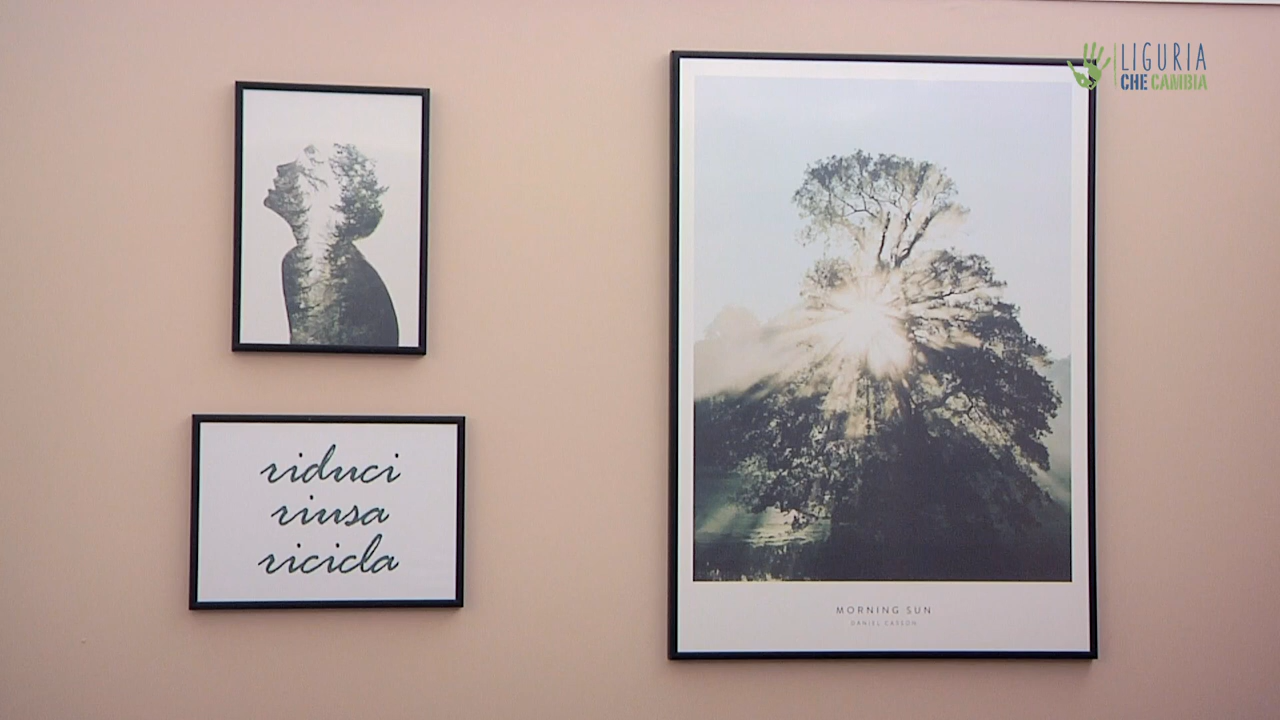 LIGURIA
CHE CAMBIA
riduci
riusa
ricicla
MORNING SUN